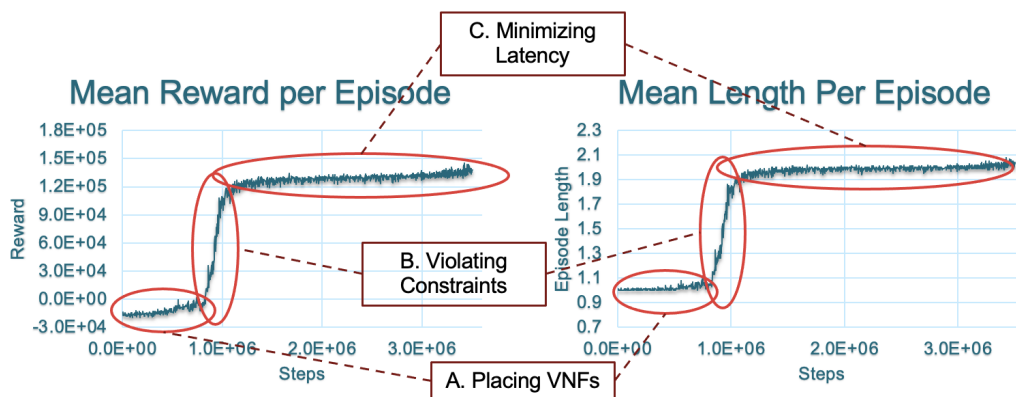 C. Minimizing
Latency
Mean Reward per Episode
1.8E+05
1.5E+05
1.2E+05
9.0E+04
6.0E+04
3.0E+04
0.0E+00
-3.0E+04
Reward
0.0E+00 1.0E+06 2.0E+06 3.0E+06
Steps
Mean Length Per Episode
2.3
2.1
1.9
1.7
1.5
1.3
1.1
0.9
0.7
Episode Length
0.0E+00 1.0E+06 2.0E+06 3.0E+06
Steps
B. Violating
Constraints
A. Placing VNFs